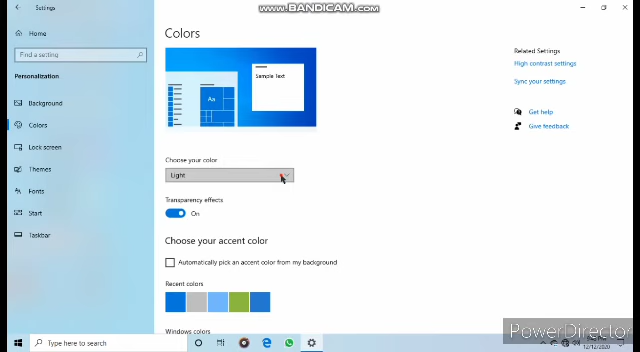 Settings
www.BANDICAM.com
Home
Find a setting
Personalization
Background
Colors
Lock screen
Themes
Fonts
Start
Taskbar
Colors
Sample Text
Aa
Choose your color
Light
Transparency effects
On
Choose your accent color
Automatically pick an accent color from my background
Recent colors
Windows colors
Related Settings
High contrast settings
Sync your settings
Get help
Give feedback
PowerDirector
Type here to search
12/12/2020